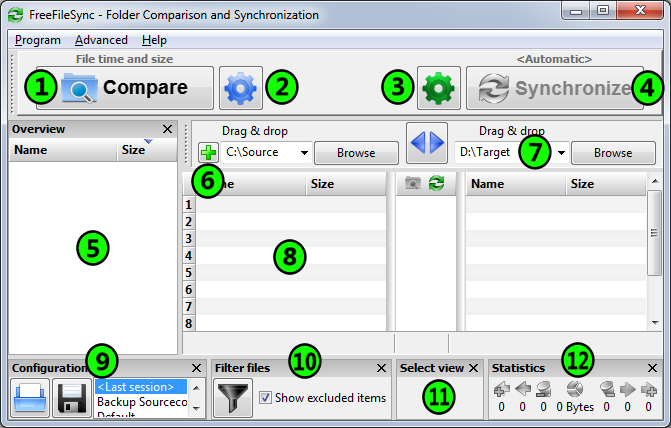 FreeFileSync - Folder Comparison and Synchronization
Program Advanced Help
File time and size
<Automatic>
1 Compare 2 3 Synchronize 4
Overview
Name Size
5
Drag & drop
C:\Source
Browse
6
Drag & drop
D:\Target
7
Browse
Size
Name Size
1
2
3
4
5
6
7
8
8
Configuration
9
<Last session>
Backup Sourceco
Default
Filter files
10
Show excluded items
Select view
11
Statistics
12
0 0 0 0 Bytes 0 0 0